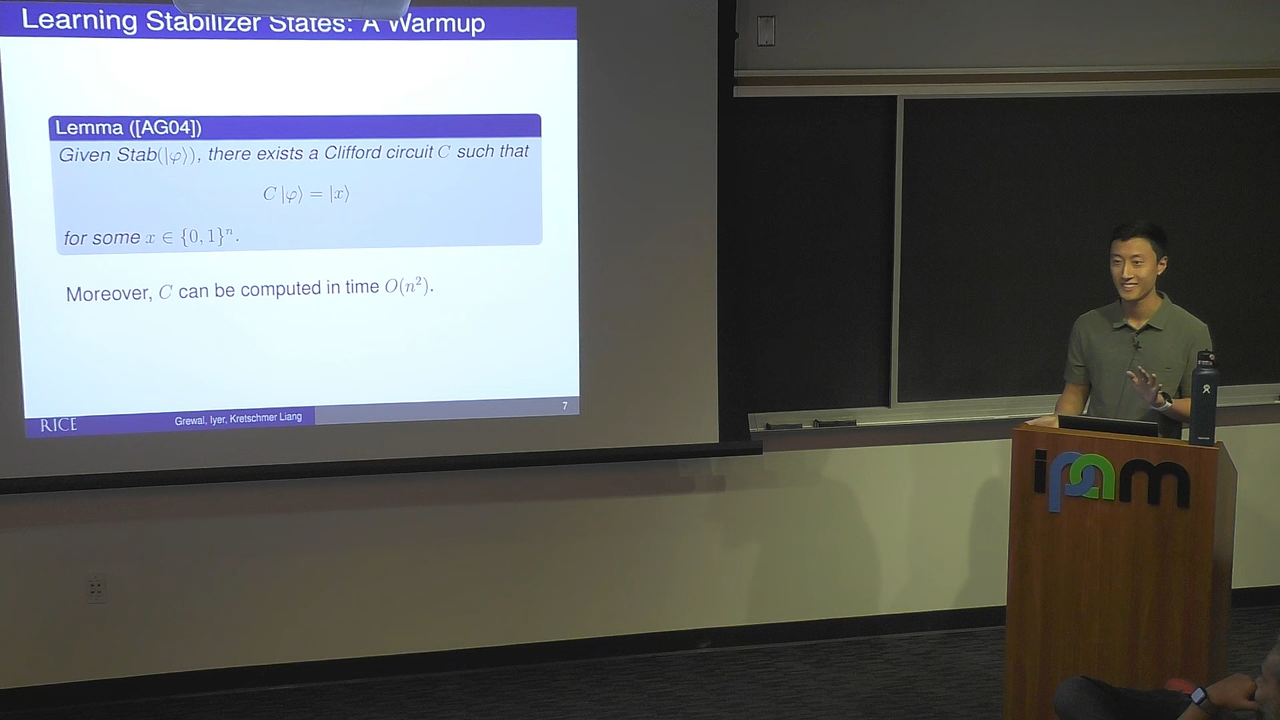 Learning Stabilizer States: A Warmup
Lemma ([AG04])
Given Stab(|φ⟩), there exists a Clifford circuit C such that
C |φ⟩ = |x⟩
for some x ∈ {0, 1}ⁿ.
Moreover, C can be computed in time O(n²).
RICE
Grewal, Iyer, Kretschmer Liang
7
ipam